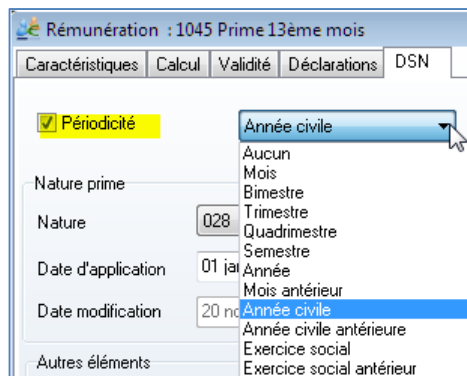 Rémunération : 1045 Prime 13ème mois
Caractéristiques Calcul Validité Déclarations DSN
Périodicité Année civile
Aucun
Mois
Bimestre
Nature prime Trimestre
Nature 028 Quadrimestre
Semestre
Date d'application 01 Année
Mois antérieur
Date modification 20 Année civile
Année civile antérieure
Autres éléments Exercice social
Exercice social antérieur